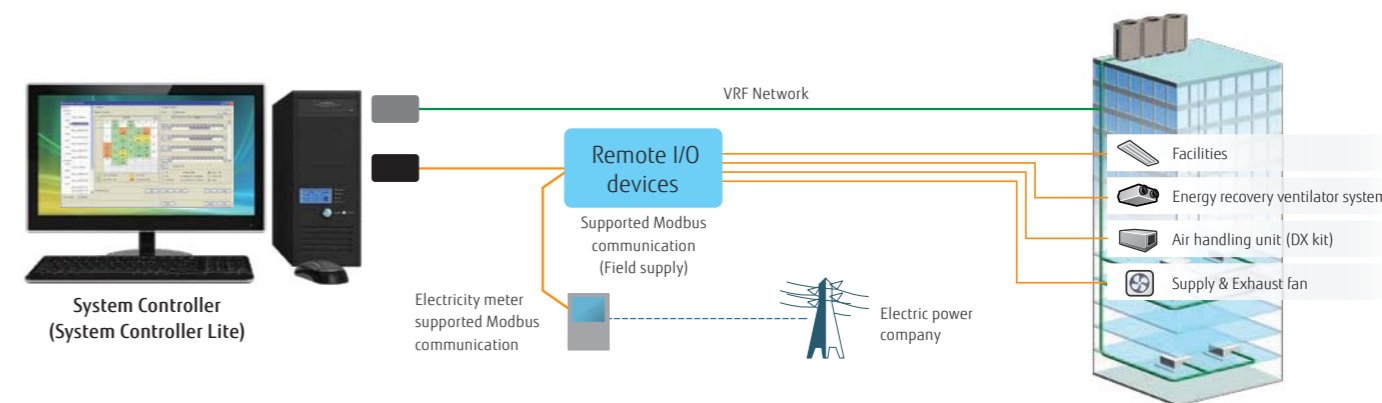 VRF Network
Remote I/O
devices
Supported Modbus
communication
(Field supply)
Facilities
Energy recovery ventilator system
Air handling unit (DX kit)
Supply & Exhaust fan
System Controller
(System Controller Lite)
Electricity meter
supported Modbus
communication
Electric power
company